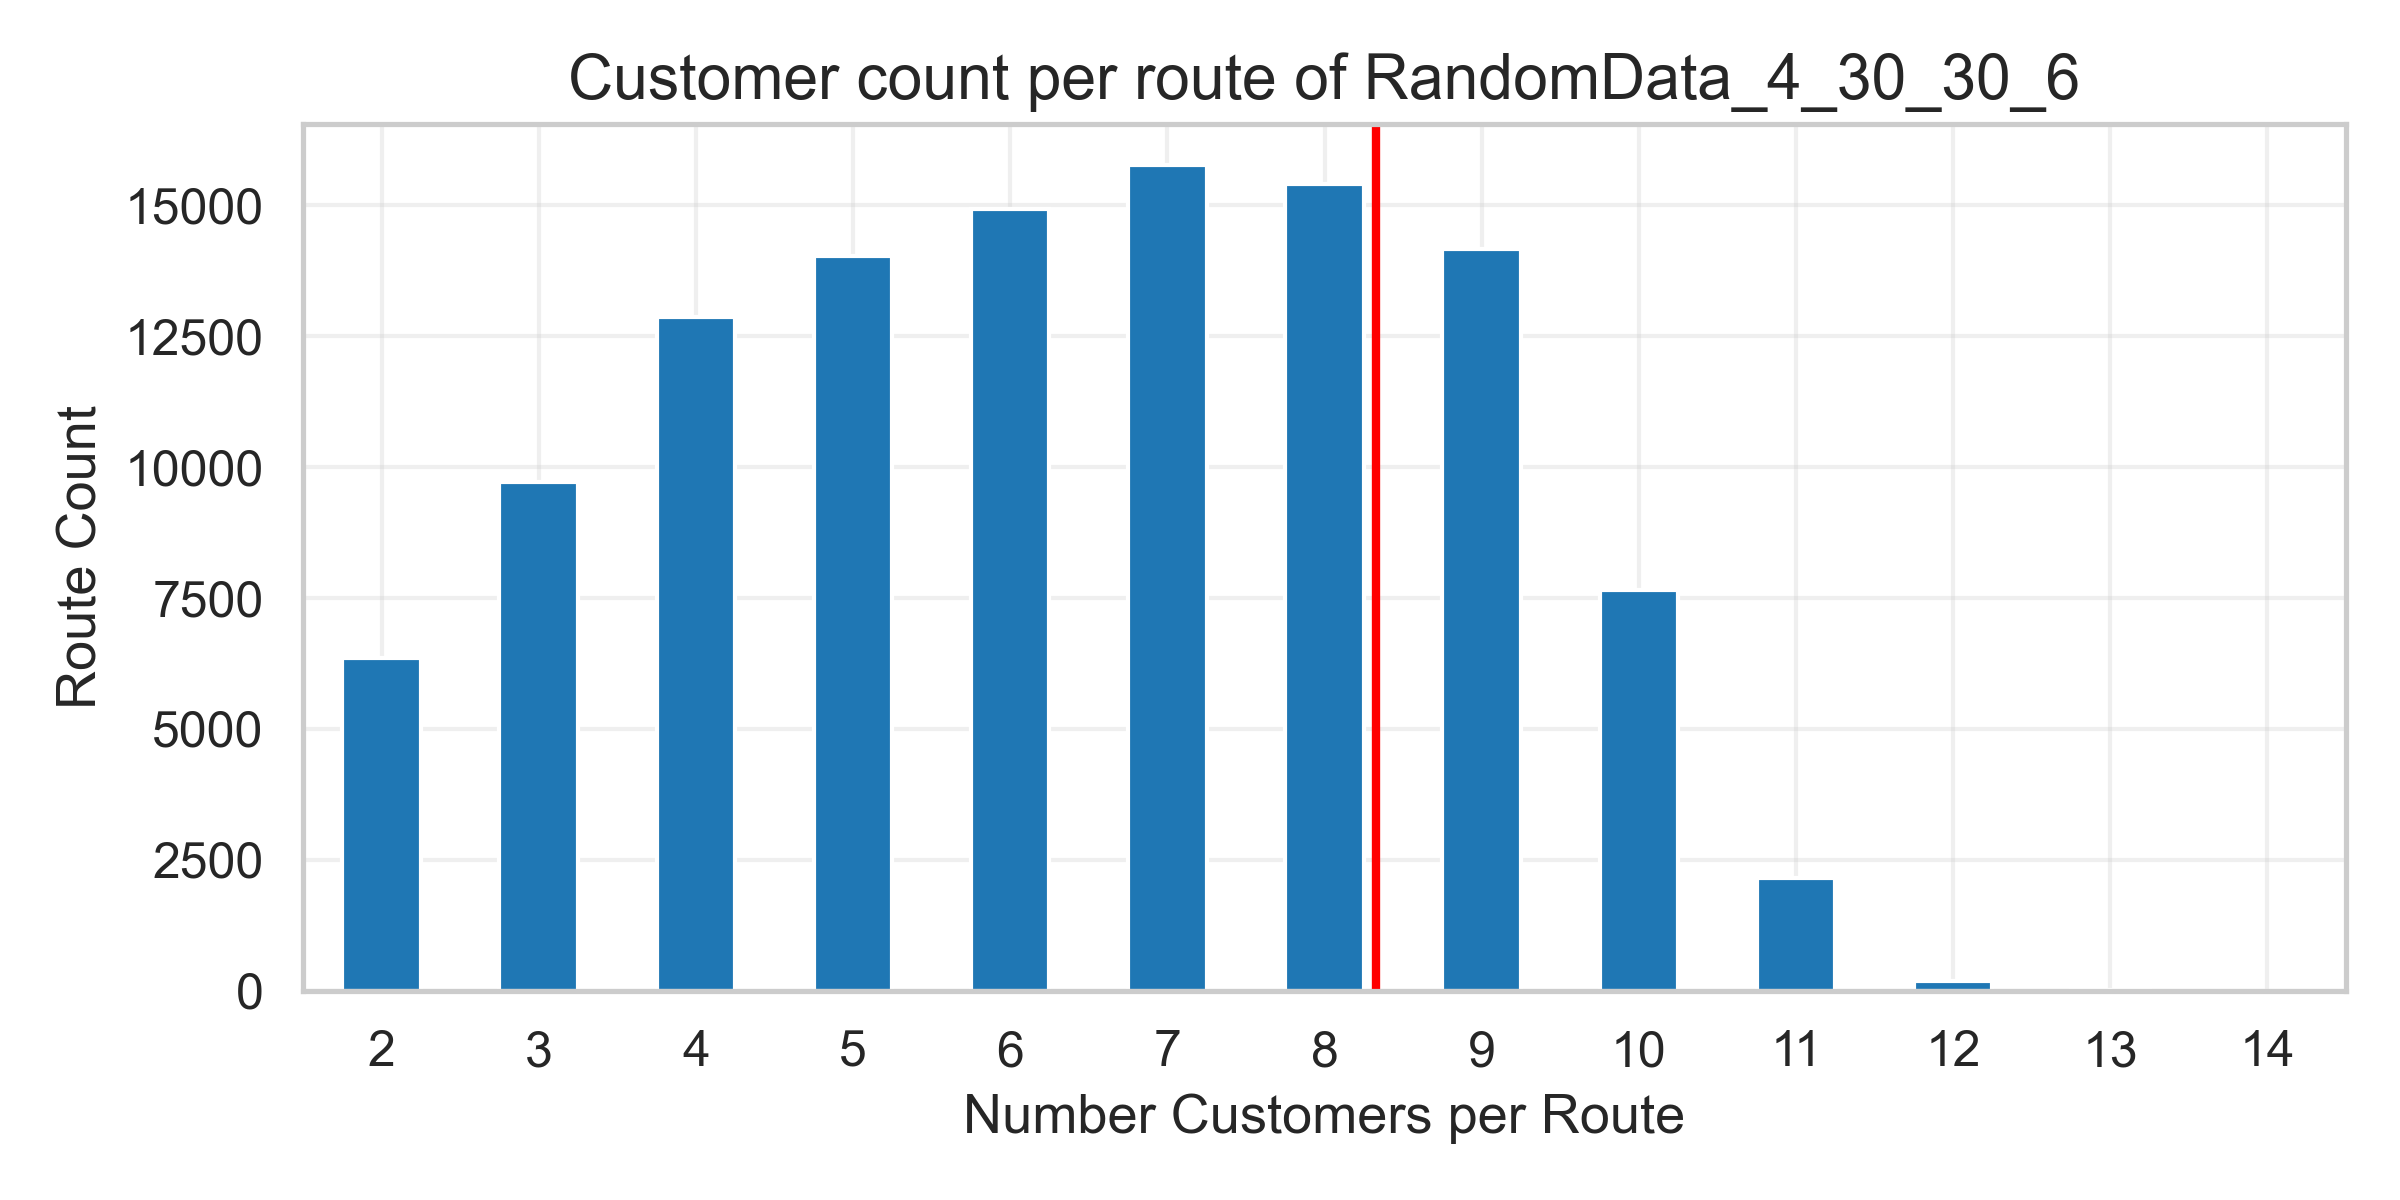 Customer count per route of RandomData_4_30_30_6
15000
12500
10000
7500
5000
2500
0
Route Count
2 3 4 5 6 7 8 9 10 11 12 13 14
Number Customers per Route